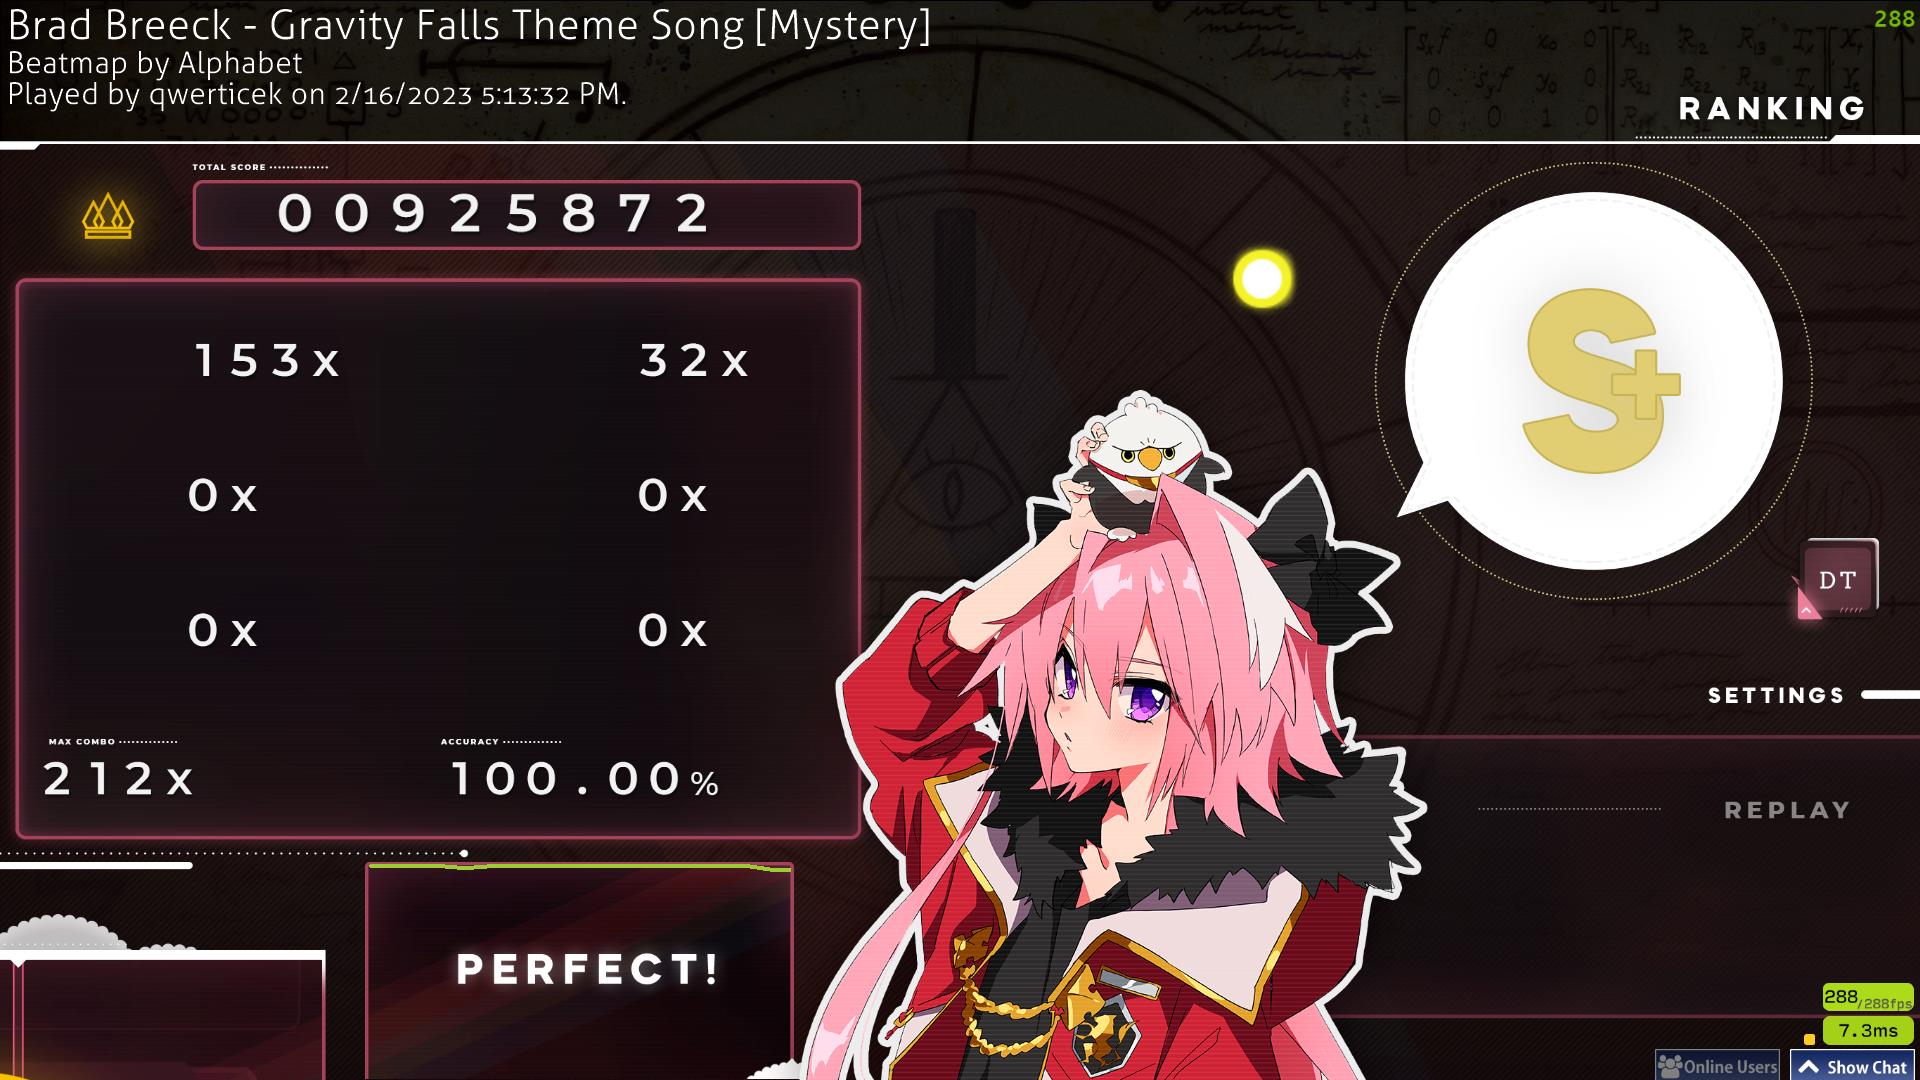 Brad Breeck - Gravity Falls Theme Song [Mystery]
288
Beatmap by Alphabet
Played by qwerticek on 2/16/2023 5:13:32 PM.
RANKING
TOTAL SCORE
00925872
153x 32x
0x 0x
0x 0x
S+
DT
SETTINGS
MAX COMBO ACCURACY
212x 100.00%
REPLAY
PERFECT!
288/288fps
7.3ms
Online Users
Show Chat